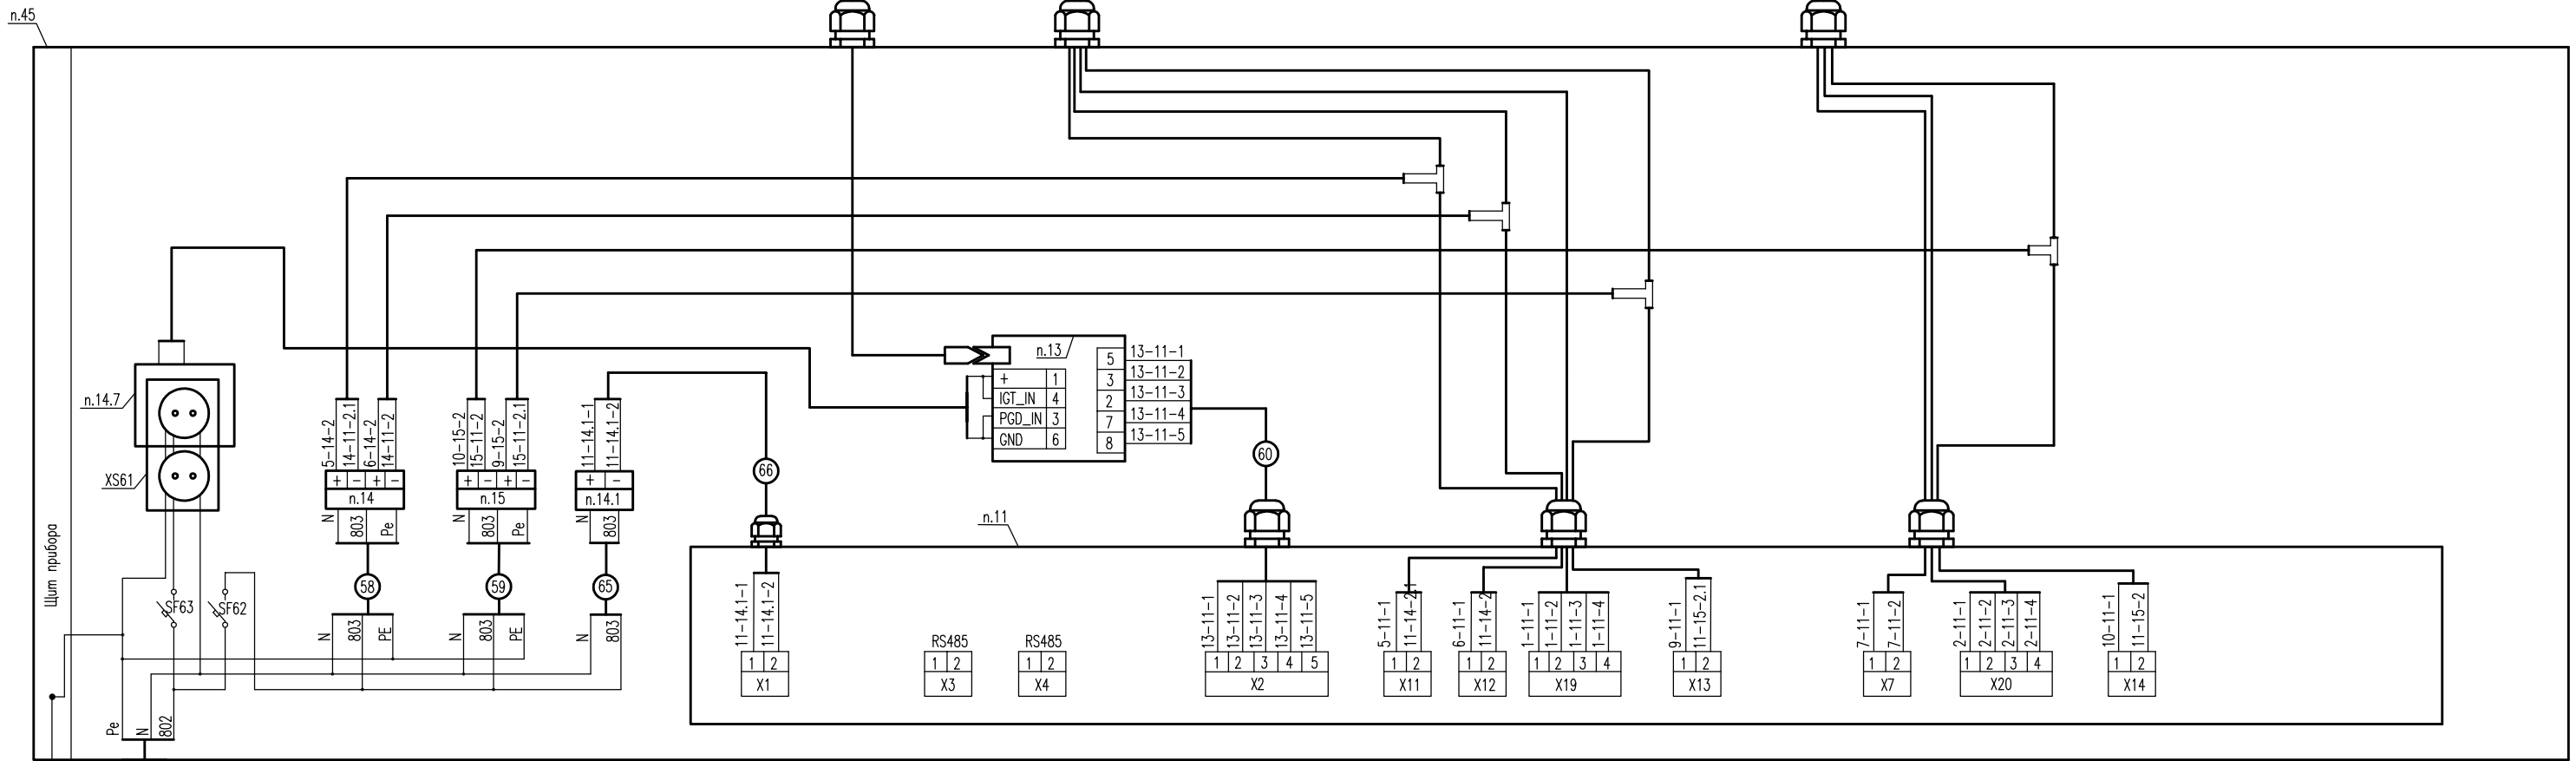 п.45
Щит прибора
п.14.7
XS61
SF63
SF62
Pe
N
802
5-14-2
14-11-2.1
6-14-2
14-11-2
+ - + -
п.14
N
803
Pe
58
N
803
PE
10-15-2
15-11-2
9-15-2
15-11-2.1
+ - + -
п.15
N
803
Pe
59
N
803
PE
11-14.1-1
11-14.1-2
+ -
п.14.1
N
803
65
N
803
66
п.13
+ 1
IGT_IN 4
PGD_IN 3
GND 6
5 13-11-1
3 13-11-2
2 13-11-3
7 13-11-4
8 13-11-5
60
п.11
11-14.1-1
11-14.1-2
1 2
X1
RS485
1 2
X3
RS485
1 2
X4
13-11-1
13-11-2
13-11-3
13-11-4
13-11-5
1 2 3 4 5
X2
5-11-1
11-14-2.1
1 2
X11
6-11-1
11-14-2
1 2
X12
1-11-1
1-11-2
1-11-3
1-11-4
1 2 3 4
X19
9-11-1
11-15-2.1
1 2
X13
7-11-1
7-11-2
1 2
X7
2-11-1
2-11-2
2-11-3
2-11-4
1 2 3 4
X20
10-11-1
11-15-2
1 2
X14